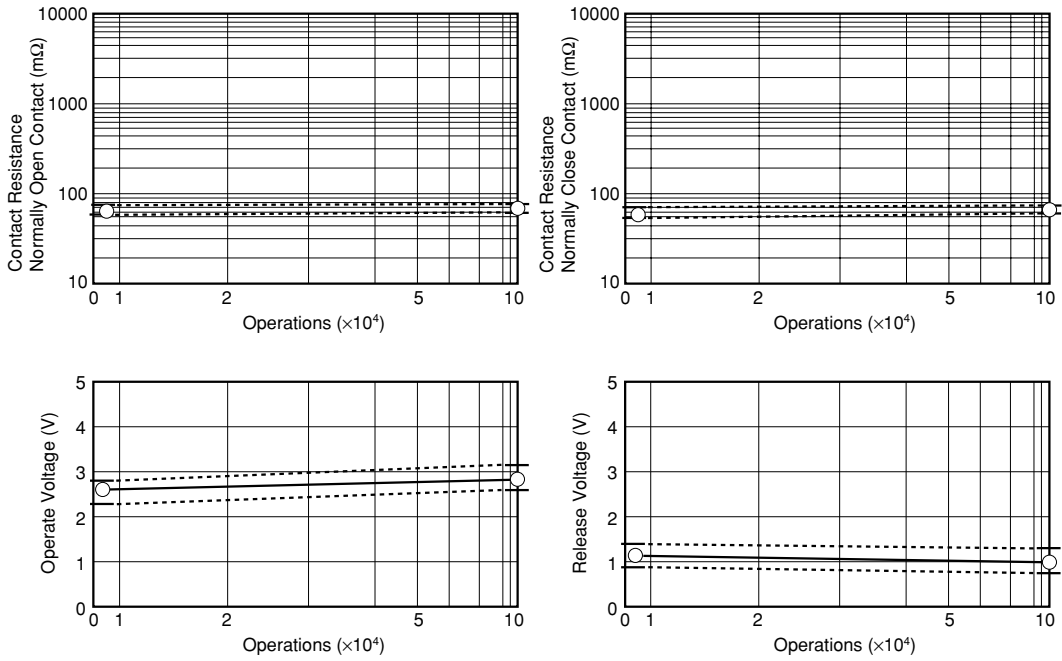 Contact Resistance
Normally Open Contact (mΩ)
10000
1000
100
10
0 1 2 5 10
Operations (×10⁴)
Contact Resistance
Normally Close Contact (mΩ)
10000
1000
100
10
0 1 2 5 10
Operations (×10⁴)
Operate Voltage (V)
5
4
3
2
1
0
0 1 2 5 10
Operations (×10⁴)
Release Voltage (V)
5
4
3
2
1
0
0 1 2 5 10
Operations (×10⁴)